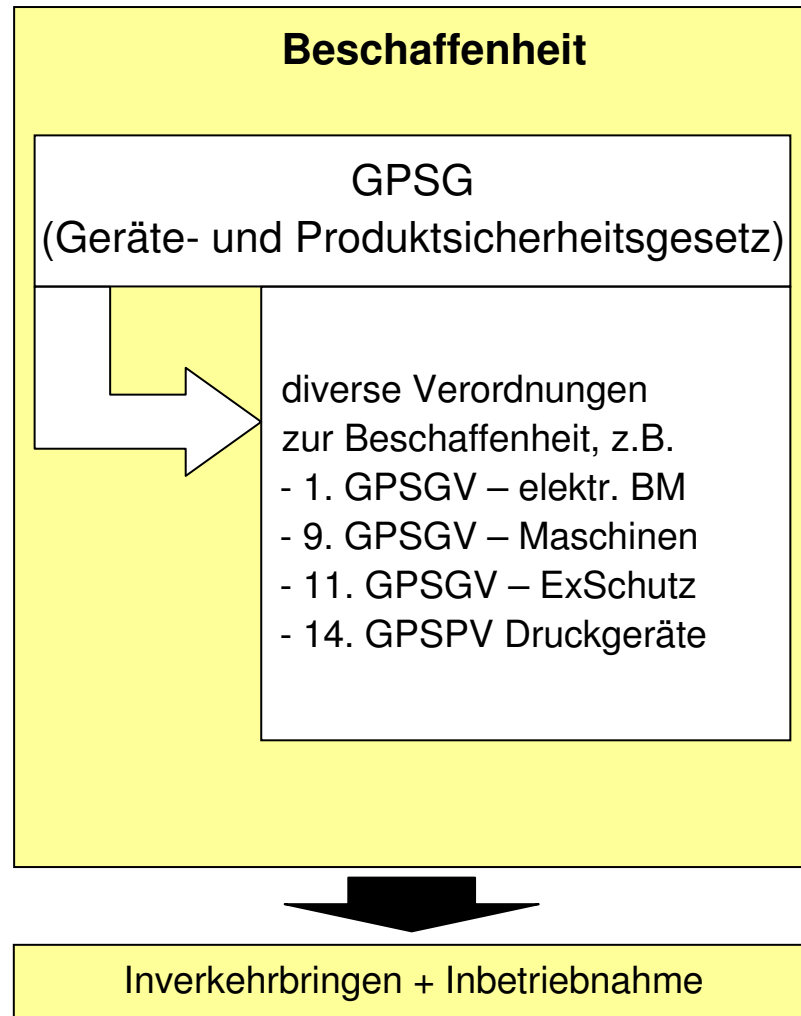 Beschaffenheit
GPSG
(Geräte- und Produktsicherheitsgesetz)
diverse Verordnungen
zur Beschaffenheit, z.B.
- 1. GPSGV – elektr. BM
- 9. GPSGV – Maschinen
- 11. GPSGV – ExSchutz
- 14. GPSPV Druckgeräte
Inverkehrbringen + Inbetriebnahme